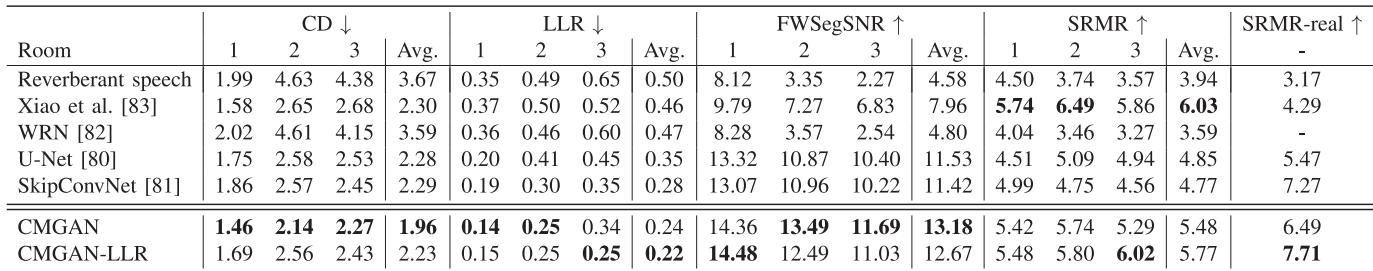 CD ↓ LLR ↓ FWSegSNR ↑ SRMR ↑ SRMR-real ↑
Room 1 2 3 Avg. 1 2 3 Avg. 1 2 3 Avg. 1 2 3 Avg. -
Reverberant speech 1.99 4.63 4.38 3.67 0.35 0.49 0.65 0.50 8.12 3.35 2.27 4.58 4.50 3.74 3.57 3.94 3.17
Xiao et al. [83] 1.58 2.65 2.68 2.30 0.37 0.50 0.52 0.46 9.79 7.27 6.83 7.96 5.74 6.49 5.86 6.03 4.29
WRN [82] 2.02 4.61 4.15 3.59 0.36 0.46 0.60 0.47 8.28 3.57 2.54 4.80 4.04 3.46 3.27 3.59 -
U-Net [80] 1.75 2.58 2.53 2.28 0.20 0.41 0.45 0.35 13.32 10.87 10.40 11.53 4.51 5.09 4.94 4.85 5.47
SkipConvNet [81] 1.86 2.57 2.45 2.29 0.19 0.30 0.35 0.28 13.07 10.96 10.22 11.42 4.99 4.75 4.56 4.77 7.27
CMGAN 1.46 2.14 2.27 1.96 0.14 0.25 0.34 0.24 14.36 13.49 11.69 13.18 5.42 5.74 5.29 5.48 6.49
CMGAN-LLR 1.69 2.56 2.43 2.23 0.15 0.25 0.25 0.22 14.48 12.49 11.03 12.67 5.48 5.80 6.02 5.77 7.71